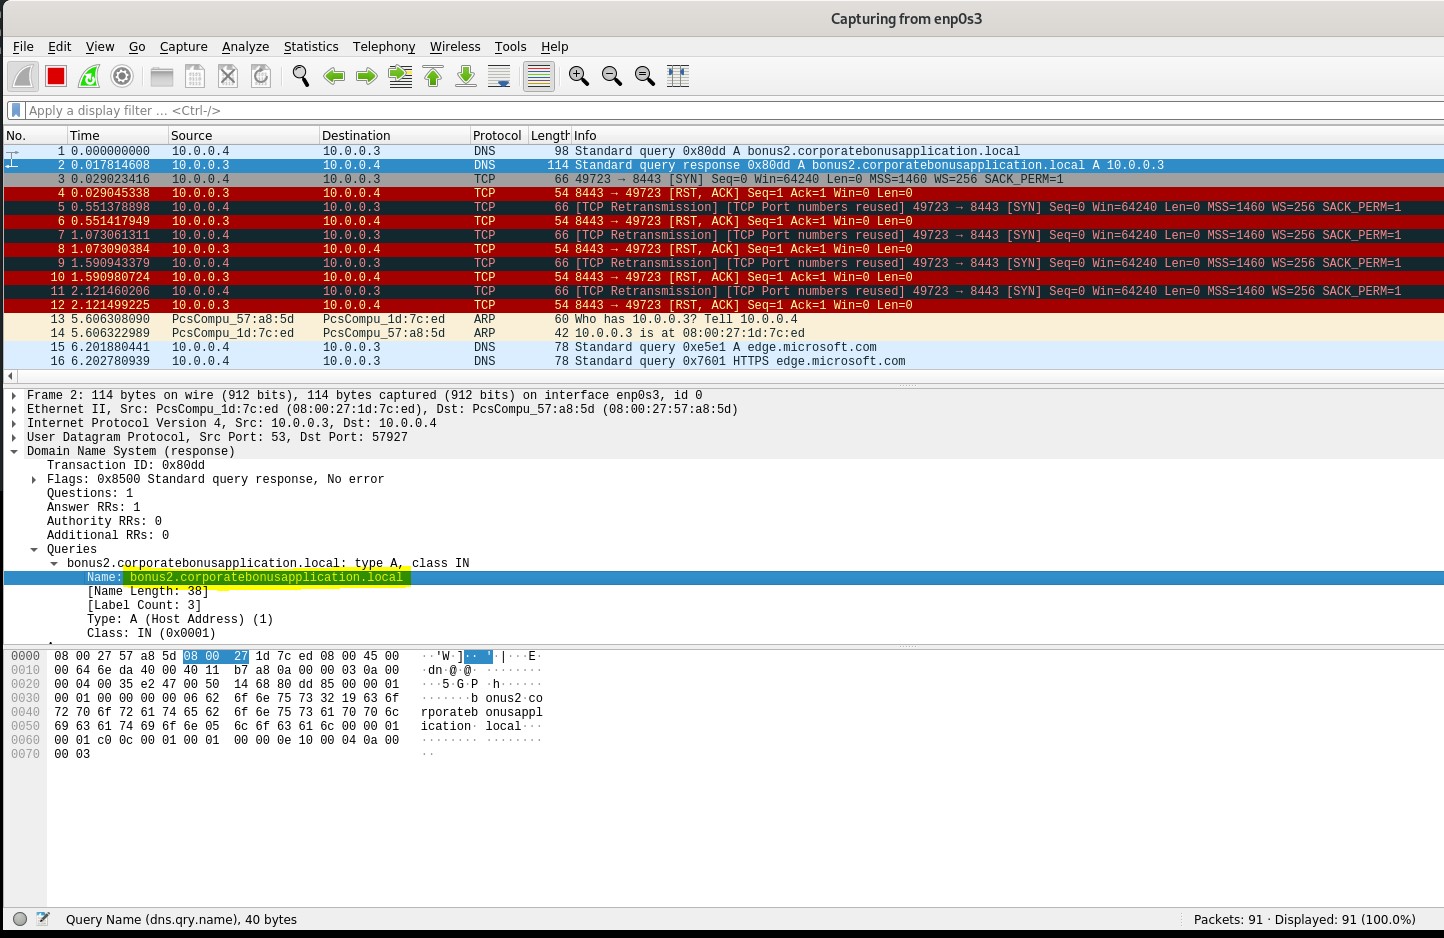 Capturing from enp0s3
File Edit View Go Capture Analyze Statistics Telephony Wireless Tools Help
Apply a display filter ... <Ctrl-/>
No. Time Source Destination Protocol Length Info
1 0.000000000 10.0.0.4 10.0.0.3 DNS 98 Standard query 0x80dd A bonus2.corporatebonusapplication.local
2 0.017814608 10.0.0.3 10.0.0.4 DNS 114 Standard query response 0x80dd A bonus2.corporatebonusapplication.local A 10.0.0.3
3 0.029023416 10.0.0.4 10.0.0.3 TCP 66 49723 → 8443 [SYN] Seq=0 Win=64240 Len=0 MSS=1460 WS=256 SACK_PERM=1
4 0.029045338 10.0.0.3 10.0.0.4 TCP 54 8443 → 49723 [RST, ACK] Seq=1 Ack=1 Win=0 Len=0
5 0.551378898 10.0.0.4 10.0.0.3 TCP 66 [TCP Retransmission] [TCP Port numbers reused] 49723 → 8443 [SYN] Seq=0 Win=64240 Len=0 MSS=1460 WS=256 SACK_PERM=1
6 0.551417949 10.0.0.3 10.0.0.4 TCP 54 8443 → 49723 [RST, ACK] Seq=1 Ack=1 Win=0 Len=0
7 1.073061311 10.0.0.4 10.0.0.3 TCP 66 [TCP Retransmission] [TCP Port numbers reused] 49723 → 8443 [SYN] Seq=0 Win=64240 Len=0 MSS=1460 WS=256 SACK_PERM=1
8 1.073090384 10.0.0.3 10.0.0.4 TCP 54 8443 → 49723 [RST, ACK] Seq=1 Ack=1 Win=0 Len=0
9 1.590943379 10.0.0.4 10.0.0.3 TCP 66 [TCP Retransmission] [TCP Port numbers reused] 49723 → 8443 [SYN] Seq=0 Win=64240 Len=0 MSS=1460 WS=256 SACK_PERM=1
10 1.590980724 10.0.0.3 10.0.0.4 TCP 54 8443 → 49723 [RST, ACK] Seq=1 Ack=1 Win=0 Len=0
11 2.121460206 10.0.0.4 10.0.0.3 TCP 66 [TCP Retransmission] [TCP Port numbers reused] 49723 → 8443 [SYN] Seq=0 Win=64240 Len=0 MSS=1460 WS=256 SACK_PERM=1
12 2.121499225 10.0.0.3 10.0.0.4 TCP 54 8443 → 49723 [RST, ACK] Seq=1 Ack=1 Win=0 Len=0
13 5.606308090 PcsCompu_57:a8:5d PcsCompu_1d:7c:ed ARP 60 Who has 10.0.0.3? Tell 10.0.0.4
14 5.606322989 PcsCompu_1d:7c:ed PcsCompu_57:a8:5d ARP 42 10.0.0.3 is at 08:00:27:1d:7c:ed
15 6.201880441 10.0.0.4 10.0.0.3 DNS 78 Standard query 0xe5e1 A edge.microsoft.com
16 6.202780939 10.0.0.4 10.0.0.3 DNS 78 Standard query 0x7601 HTTPS edge.microsoft.com
Frame 2: 114 bytes on wire (912 bits), 114 bytes captured (912 bits) on interface enp0s3, id 0
Ethernet II, Src: PcsCompu_1d:7c:ed (08:00:27:1d:7c:ed), Dst: PcsCompu_57:a8:5d (08:00:27:57:a8:5d)
Internet Protocol Version 4, Src: 10.0.0.3, Dst: 10.0.0.4
User Datagram Protocol, Src Port: 53, Dst Port: 57927
Domain Name System (response)
Transaction ID: 0x80dd
Flags: 0x8500 Standard query response, No error
Questions: 1
Answer RRs: 1
Authority RRs: 0
Additional RRs: 0
Queries
bonus2.corporatebonusapplication.local: type A, class IN
Name: bonus2.corporatebonusapplication.local
[Name Length: 38]
[Label Count: 3]
Type: A (Host Address) (1)
Class: IN (0x0001)
0000 08 00 27 57 a8 5d 08 00 27 1d 7c ed 08 00 45 00 ··'W·]·· '·|···E·
0010 00 64 6e da 40 00 40 11 b7 a8 0a 00 00 03 0a 00 ·dn·@·@· ········
0020 00 04 00 35 e2 47 00 50 14 68 80 dd 85 00 00 01 ···5·G·P ·h······
0030 00 01 00 00 00 00 06 62 6f 6e 75 73 32 19 63 6f ·······b onus2·co
0040 72 70 6f 72 61 74 65 62 6f 6e 75 73 61 70 70 6c rporateb onusappl
0050 69 63 61 74 69 6f 6e 05 6c 6f 63 61 6c 00 00 01 ication· local···
0060 00 01 c0 0c 00 01 00 01 00 00 0e 10 00 04 0a 00 ········ ········
0070 00 03 ··
Query Name (dns.qry.name), 40 bytes Packets: 91 · Displayed: 91 (100.0%)